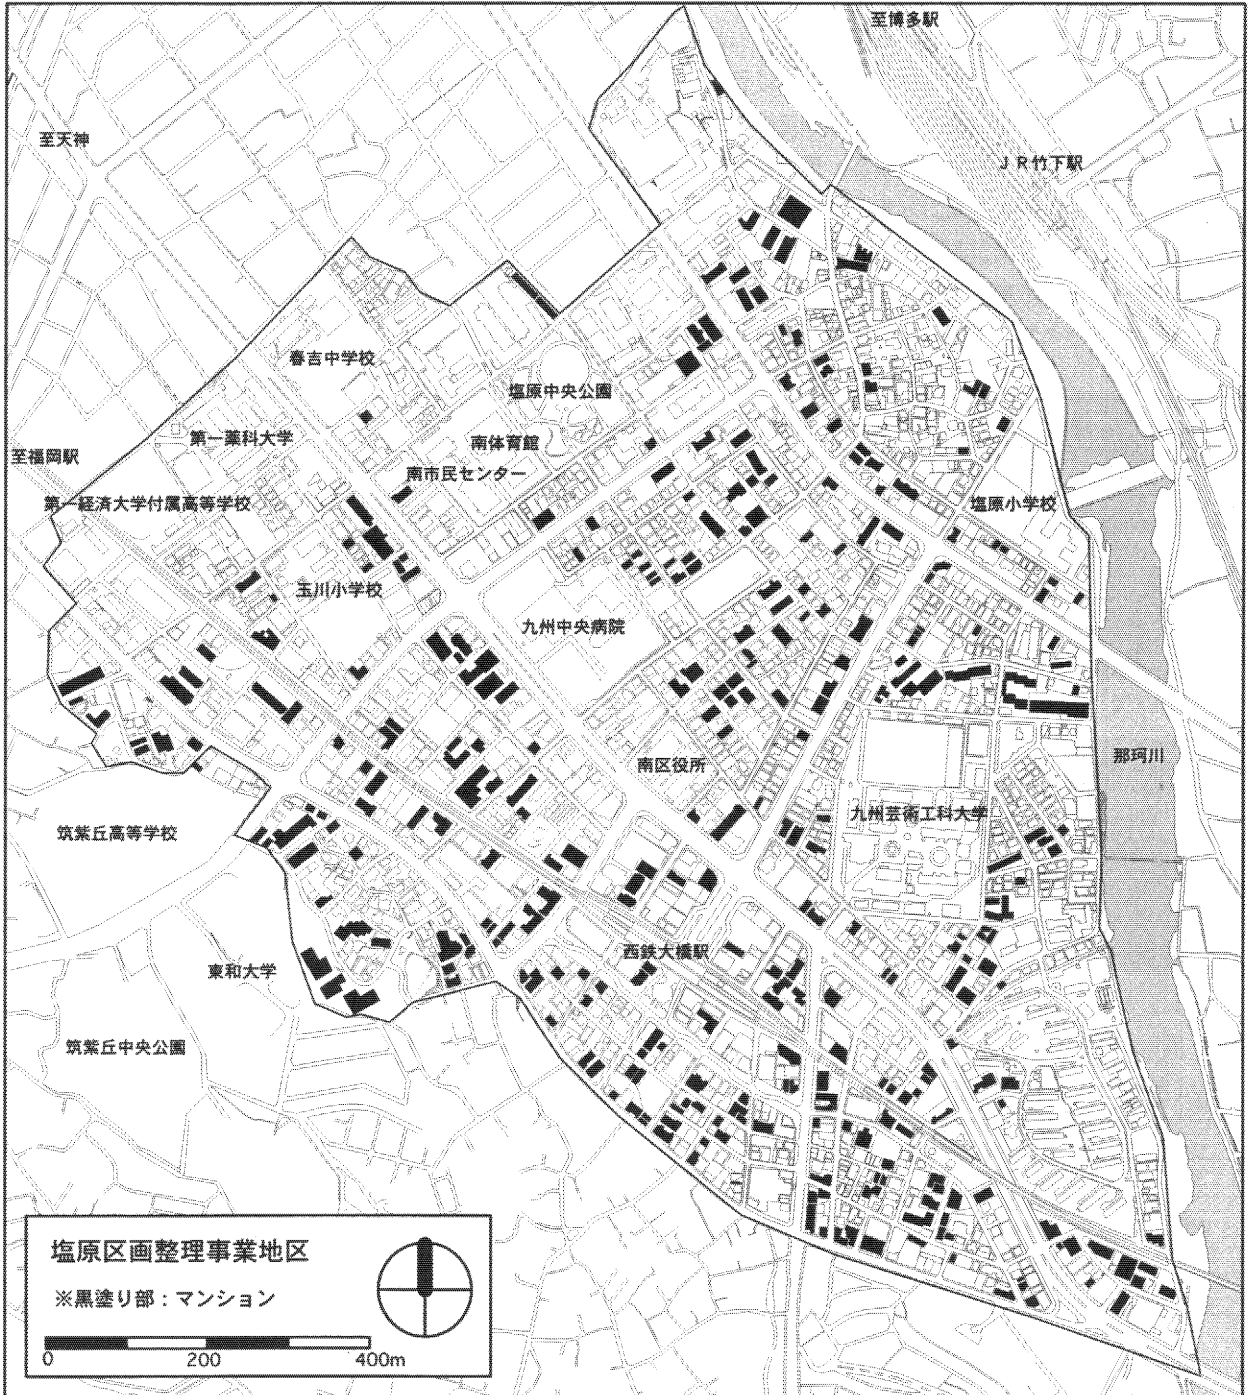 至博多駅
至天神
JR竹下駅
春吉中学校
塩原中央公園
第一薬科大学
南体育館
至福岡駅
南市民センター
第一経済大学付属高等学校
塩原小学校
玉川小学校
九州中央病院
南区役所
那珂川
九州芸術工科大学
筑紫丘高等学校
西鉄大橋駅
東和大学
筑紫丘中央公園
塩原区画整理事業地区
※黒塗り部：マンション
0 200 400m